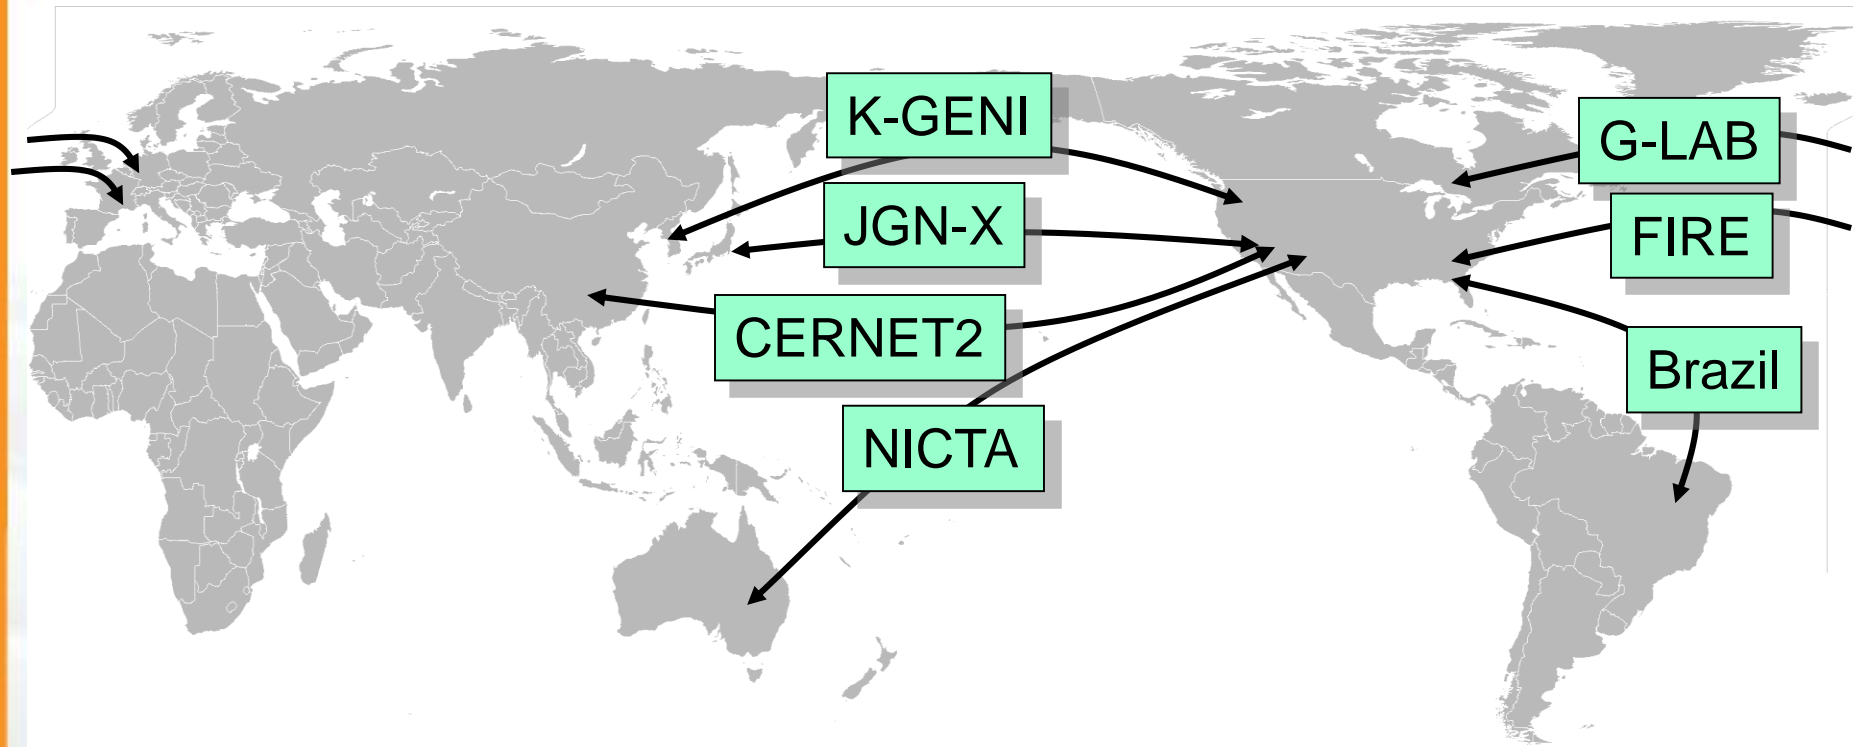 K-GENI
G-LAB
JGN-X
FIRE
CERNET2
Brazil
NICTA